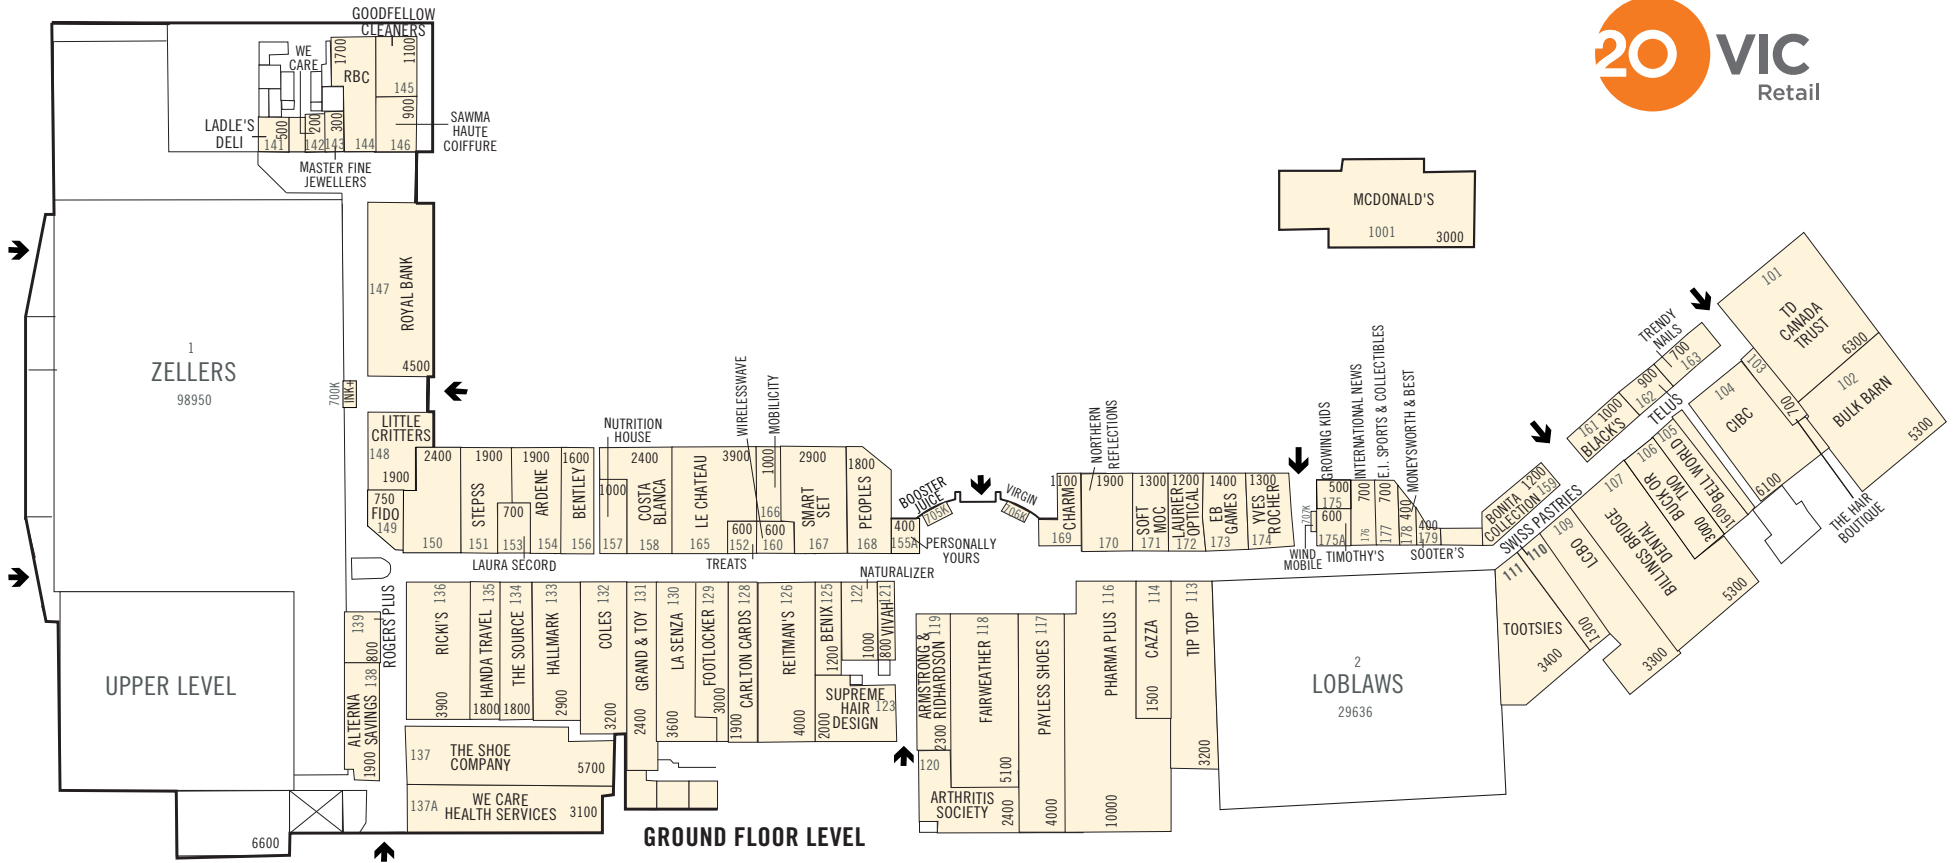 20 VIC
Retail
GOODFELLOW
CLEANERS
1100
145
WE
CARE
1700
RBC
144
900
146
SAWMA
HAUTE
COIFFURE
LADLE'S
DELI
500
141
200
142
300
143
MASTER FINE
JEWELLERS
147
ROYAL BANK
4500
1
ZELLERS
98950
700K
INK+
UPPER LEVEL
6600
LITTLE
CRITTERS
148
1900
750
FIDO
149
2400
150
1900
STEPSS
151
700
153
LAURA SECORD
1900
ARDENE
154
1600
BENTLEY
156
NUTRITION
HOUSE
1000
157
2400
COSTA
BLANCA
158
LE CHATEAU
3900
165
WIRELESSWAVE
MOBILICITY
600
152
TREATS
1000
166
600
160
2900
SMART
SET
167
1800
PEOPLES
168
BOOSTER
JUICE
705K
400
155A
PERSONALLY
YOURS
VIRGIN
706K
1100
CHARM
169
NORTHERN
REFLECTIONS
1900
170
1300
SOFT
MOC
171
1200
LAURIER
OPTICAL
172
1400
EB
GAMES
173
1300
YVES
ROCHER
174
GROWING KIDS
500
175
707K
WIND
MOBILE
600
175A
TIMOTHY'S
INTERNATIONAL NEWS
700
176
E.I. SPORTS & COLLECTIBLES
700
177
MONEYSWORTH & BEST
400
178
400
179
SOOTER'S
MCDONALD'S
1001
3000
BONITA
COLLECTION
1200
159
161
BLACK'S
1000
900
162
TELUS
TRENDY
NAILS
700
163
101
TD
CANADA
TRUST
6300
102
BULK BARN
5300
103
700
THE HAIR
BOUTIQUE
104
CIBC
6100
105
BELL WORLD
1600
106
BUCK OR
TWO
3000
107
BILLINGS BRIDGE
DENTAL
5300
109
LCBO
3300
SWISS PASTRIES
110
1300
111
TOOTSIES
3400
2
LOBLAWS
29636
113
TIP TOP
3200
114
CAZZA
1500
116
PHARMA PLUS
10000
117
PAYLESS SHOES
4000
118
FAIRWEATHER
5100
119
ARMSTRONG &
RIDHARDSON
2300
120
ARTHRITIS
SOCIETY
2400
NATURALIZER
121
VIVAH
800
122
1000
SUPREME
HAIR
DESIGN
123
2000
125
BENIX
1200
126
REITMAN'S
4000
128
CARLTON CARDS
1900
129
FOOTLOCKER
3000
130
LA SENZA
3600
131
GRAND & TOY
2400
132
COLES
3200
133
HALLMARK
2900
134
THE SOURCE
1800
135
HANDA TRAVEL
1800
136
RICKI'S
3900
137
THE SHOE
COMPANY
5700
137A
WE CARE
HEALTH SERVICES
3100
139
800
ROGERS PLUS
138
ALTERNA
SAVINGS
1900
GROUND FLOOR LEVEL